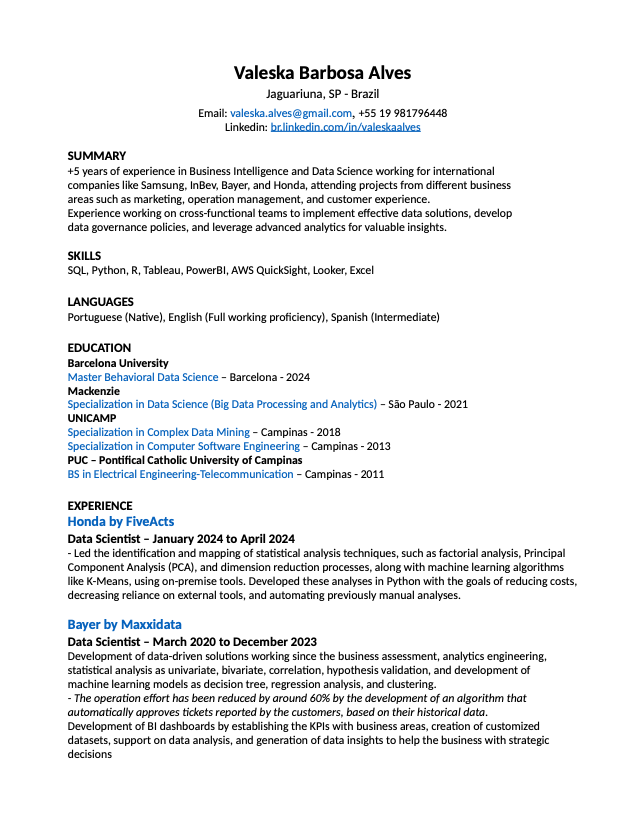 Valeska Barbosa Alves
Jaguariuna, SP - Brazil
Email: valeska.alves@gmail.com, +55 19 981796448
Linkedin: br.linkedin.com/in/valeskaalves
SUMMARY
+5 years of experience in Business Intelligence and Data Science working for international
companies like Samsung, InBev, Bayer, and Honda, attending projects from different business
areas such as marketing, operation management, and customer experience.
Experience working on cross-functional teams to implement effective data solutions, develop
data governance policies, and leverage advanced analytics for valuable insights.
SKILLS
SQL, Python, R, Tableau, PowerBI, AWS QuickSight, Looker, Excel
LANGUAGES
Portuguese (Native), English (Full working proficiency), Spanish (Intermediate)
EDUCATION
Barcelona University
Master Behavioral Data Science – Barcelona - 2024
Mackenzie
Specialization in Data Science (Big Data Processing and Analytics) – São Paulo - 2021
UNICAMP
Specialization in Complex Data Mining – Campinas - 2018
Specialization in Computer Software Engineering – Campinas - 2013
PUC – Pontifical Catholic University of Campinas
BS in Electrical Engineering-Telecommunication – Campinas - 2011
EXPERIENCE
Honda by FiveActs
Data Scientist – January 2024 to April 2024
- Led the identification and mapping of statistical analysis techniques, such as factorial analysis, Principal
Component Analysis (PCA), and dimension reduction processes, along with machine learning algorithms
like K-Means, using on-premise tools. Developed these analyses in Python with the goals of reducing costs,
decreasing reliance on external tools, and automating previously manual analyses.
Bayer by Maxxidata
Data Scientist – March 2020 to December 2023
Development of data-driven solutions working since the business assessment, analytics engineering,
statistical analysis as univariate, bivariate, correlation, hypothesis validation, and development of
machine learning models as decision tree, regression analysis, and clustering.
- The operation effort has been reduced by around 60% by the development of an algorithm that
automatically approves tickets reported by the customers, based on their historical data.
Development of BI dashboards by establishing the KPIs with business areas, creation of customized
datasets, support on data analysis, and generation of data insights to help the business with strategic
decisions